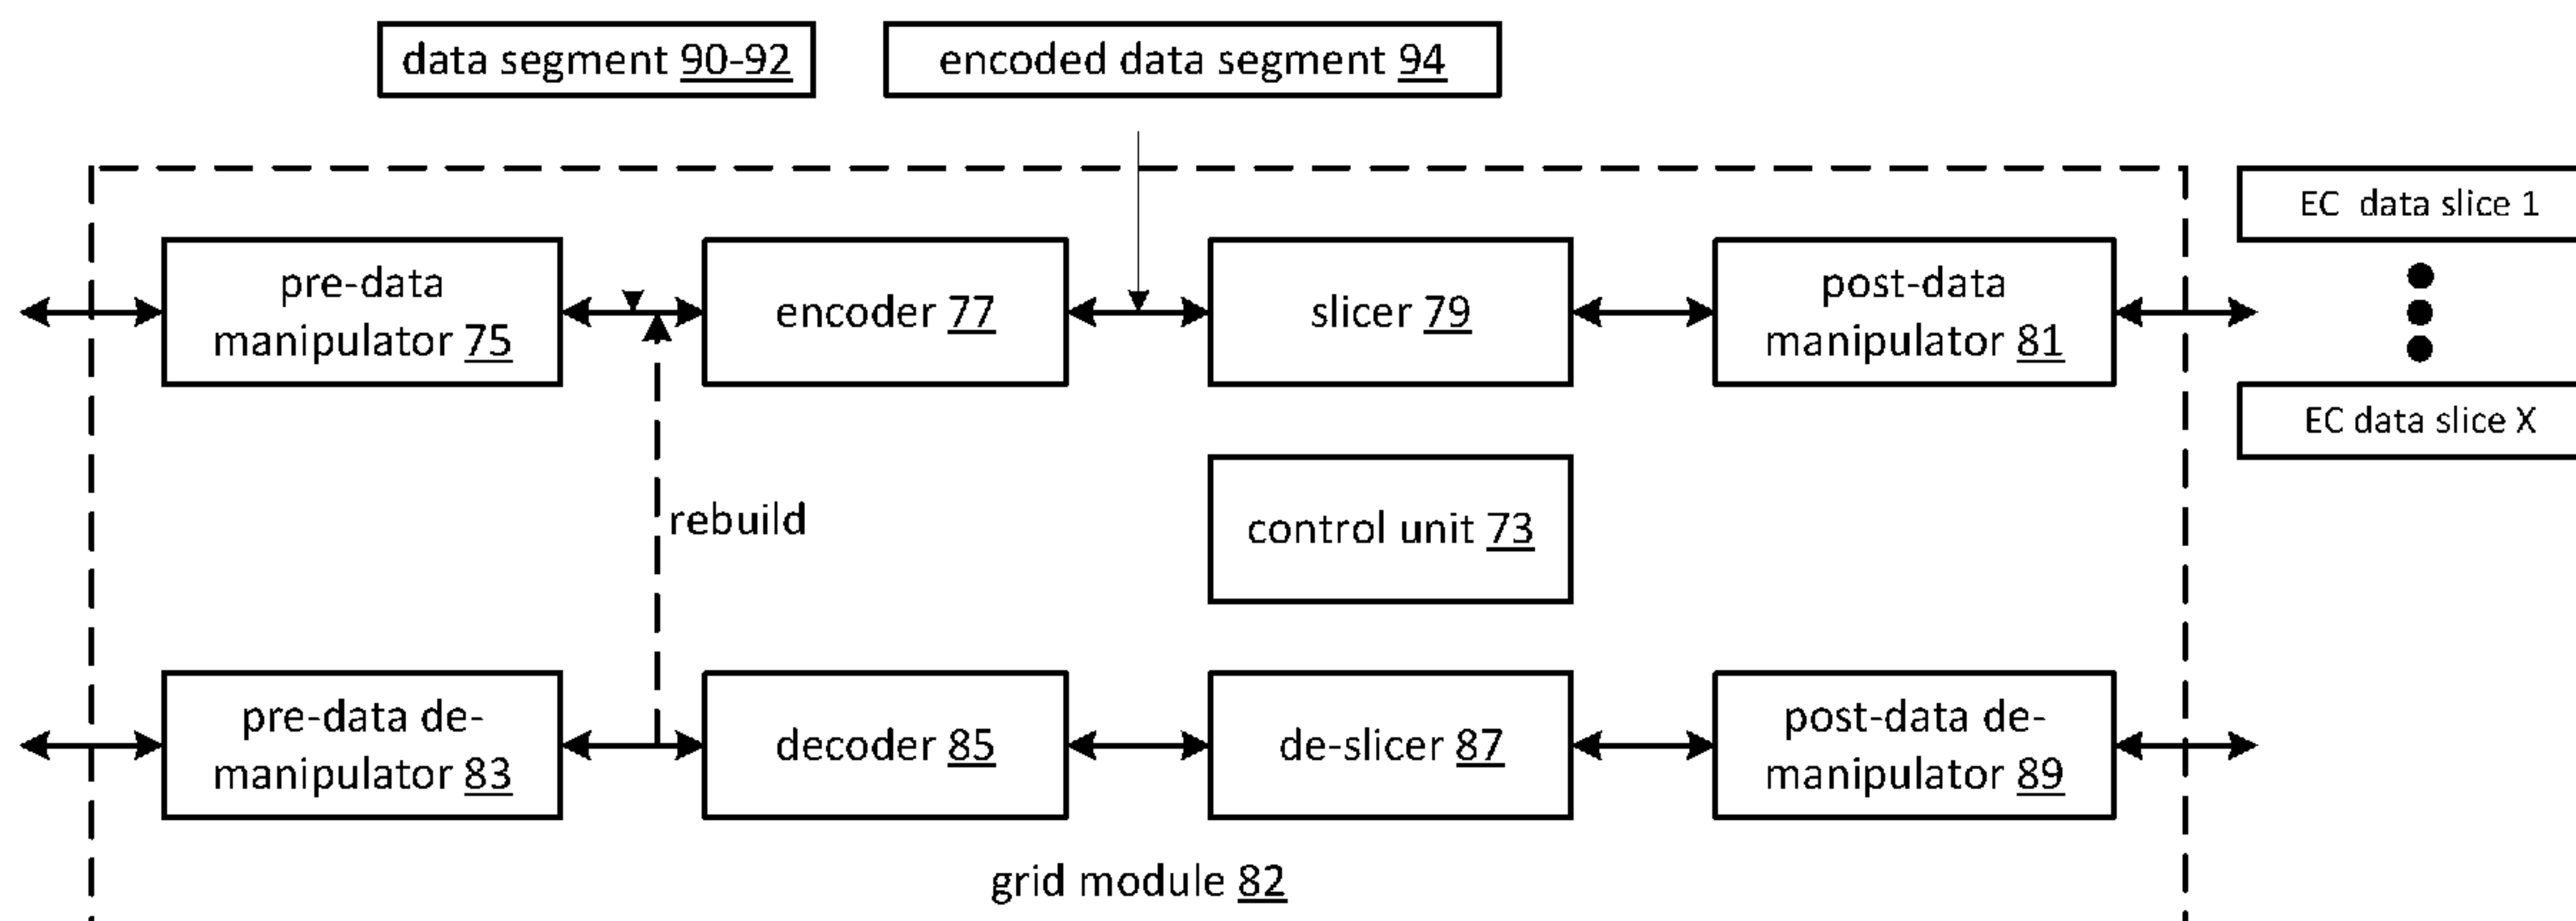 data segment 90-92
encoded data segment 94
EC data slice 1
pre-data
manipulator 75
encoder 77
slicer 79
post-data
manipulator 81
EC data slice X
rebuild
control unit 73
pre-data de-
manipulator 83
decoder 85
de-slicer 87
post-data de-
manipulator 89
grid module 82